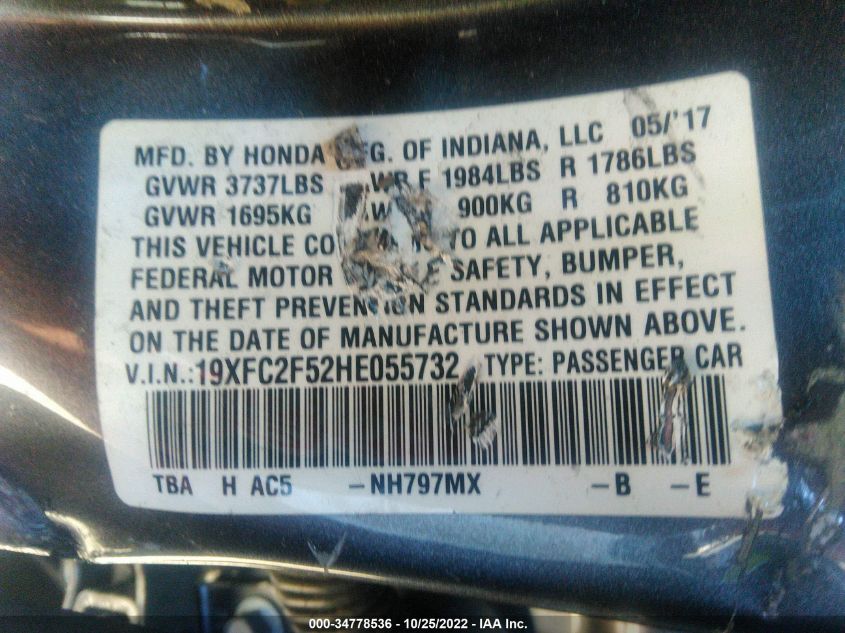 MFD. BY HONDA G. OF INDIANA, LLC 05/'17
GVWR 3737LBS F 1984LBS R 1786LBS
GVWR 1695KG 900KG R 810KG
THIS VEHICLE TO ALL APPLICABLE
FEDERAL MOTOR SAFETY, BUMPER,
AND THEFT PREVENTION STANDARDS IN EFFECT
ON THE DATE OF MANUFACTURE SHOWN ABOVE.
V.I.N.:19XFC2F52HE055732 TYPE: PASSENGER CAR
TBA H AC5 -NH797MX -B -E
000-34778536 - 10/25/2022 - IAA Inc.